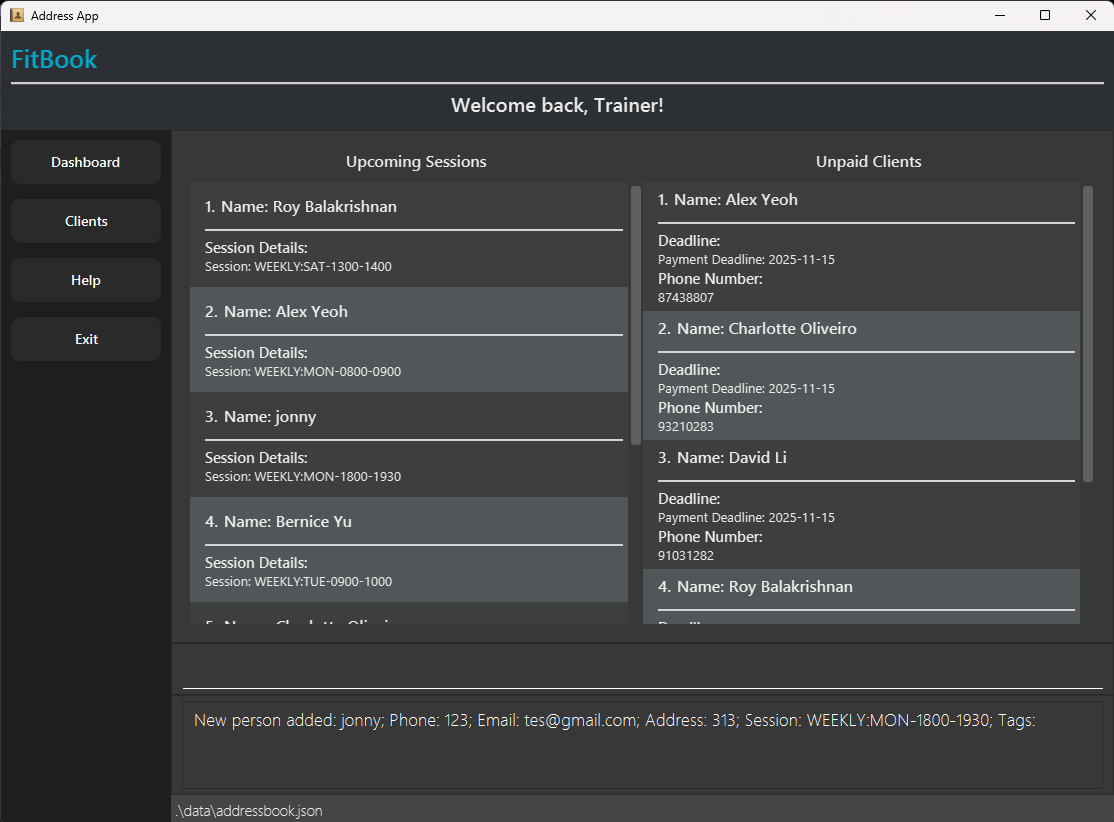 Address App
FitBook
Welcome back, Trainer!
Dashboard
Clients
Help
Exit
Upcoming Sessions
1. Name: Roy Balakrishnan
Session Details:
Session: WEEKLY:SAT-1300-1400
2. Name: Alex Yeoh
Session Details:
Session: WEEKLY:MON-0800-0900
3. Name: jonny
Session Details:
Session: WEEKLY:MON-1800-1930
4. Name: Bernice Yu
Session Details:
Session: WEEKLY:TUE-0900-1000
Unpaid Clients
1. Name: Alex Yeoh
Deadline:
Payment Deadline: 2025-11-15
Phone Number:
87438807
2. Name: Charlotte Oliveiro
Deadline:
Payment Deadline: 2025-11-15
Phone Number:
93210283
3. Name: David Li
Deadline:
Payment Deadline: 2025-11-15
Phone Number:
91031282
4. Name: Roy Balakrishnan
New person added: jonny; Phone: 123; Email: tes@gmail.com; Address: 313; Session: WEEKLY:MON-1800-1930; Tags:
.\data\addressbook.json